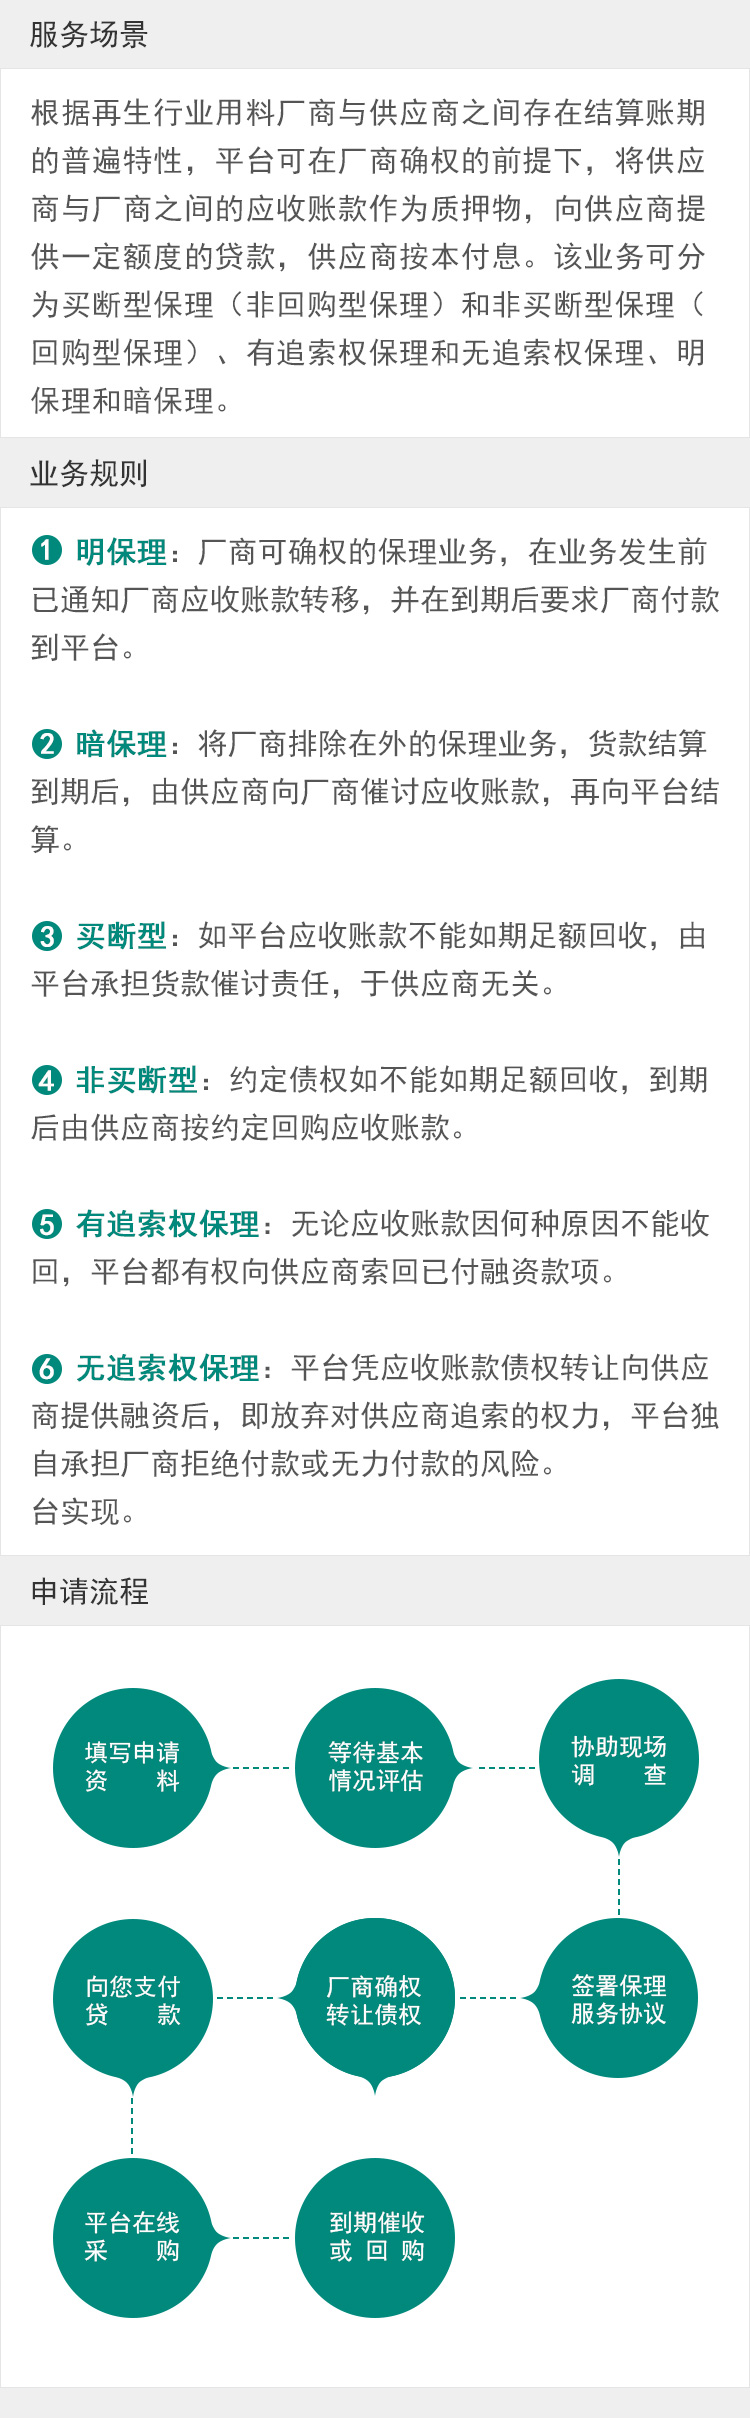 服务场景
根据再生行业用料厂商与供应商之间存在结算账期
的普遍特性，平台可在厂商确权的前提下，将供应
商与厂商之间的应收账款作为质押物，向供应商提
供一定额度的贷款，供应商按本付息。该业务可分
为买断型保理（非回购型保理）和非买断型保理（
回购型保理）、有追索权保理和无追索权保理、明
保理和暗保理。
业务规则
1 明保理：厂商可确权的保理业务，在业务发生前
已通知厂商应收账款转移，并在到期后要求厂商付款
到平台。
2 暗保理：将厂商排除在外的保理业务，货款结算
到期后，由供应商向厂商催讨应收账款，再向平台结
算。
3 买断型：如平台应收账款不能如期足额回收，由
平台承担货款催讨责任，于供应商无关。
4 非买断型：约定债权如不能如期足额回收，到期
后由供应商按约定回购应收账款。
5 有追索权保理：无论应收账款因何种原因不能收
回，平台都有权向供应商索回已付融资款项。
6 无追索权保理：平台凭应收账款债权转让向供应
商提供融资后，即放弃对供应商追索的权力，平台独
自承担厂商拒绝付款或无力付款的风险。
台实现。
申请流程
填写申请
资料
等待基本
情况评估
协助现场
调查
签署保理
服务协议
厂商确权
转让债权
向您支付
贷款
平台在线
采购
到期催收
或回购